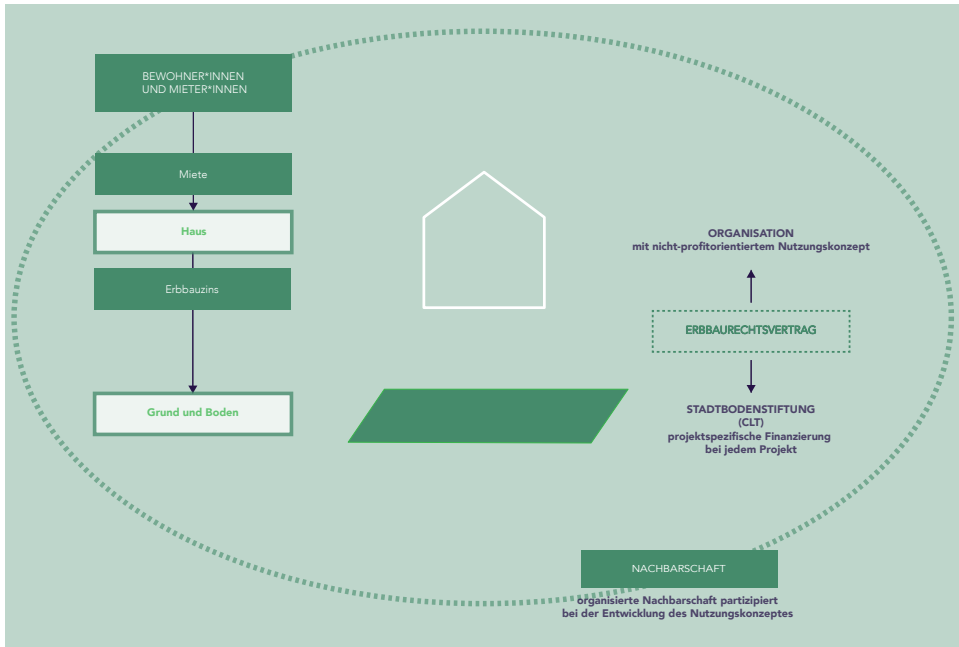 BEWOHNER*INNEN
UND MIETER*INNEN
Miete
Haus
Erbbauzins
Grund und Boden
ORGANISATION
mit nicht-profitorientiertem Nutzungskonzept
ERBBAURECHTSVERTRAG
STADTBODENSTIFTUNG
(CLT)
projektspezifische Finanzierung
bei jedem Projekt
NACHBARSCHAFT
organisierte Nachbarschaft partizipiert
bei der Entwicklung des Nutzungskonzeptes